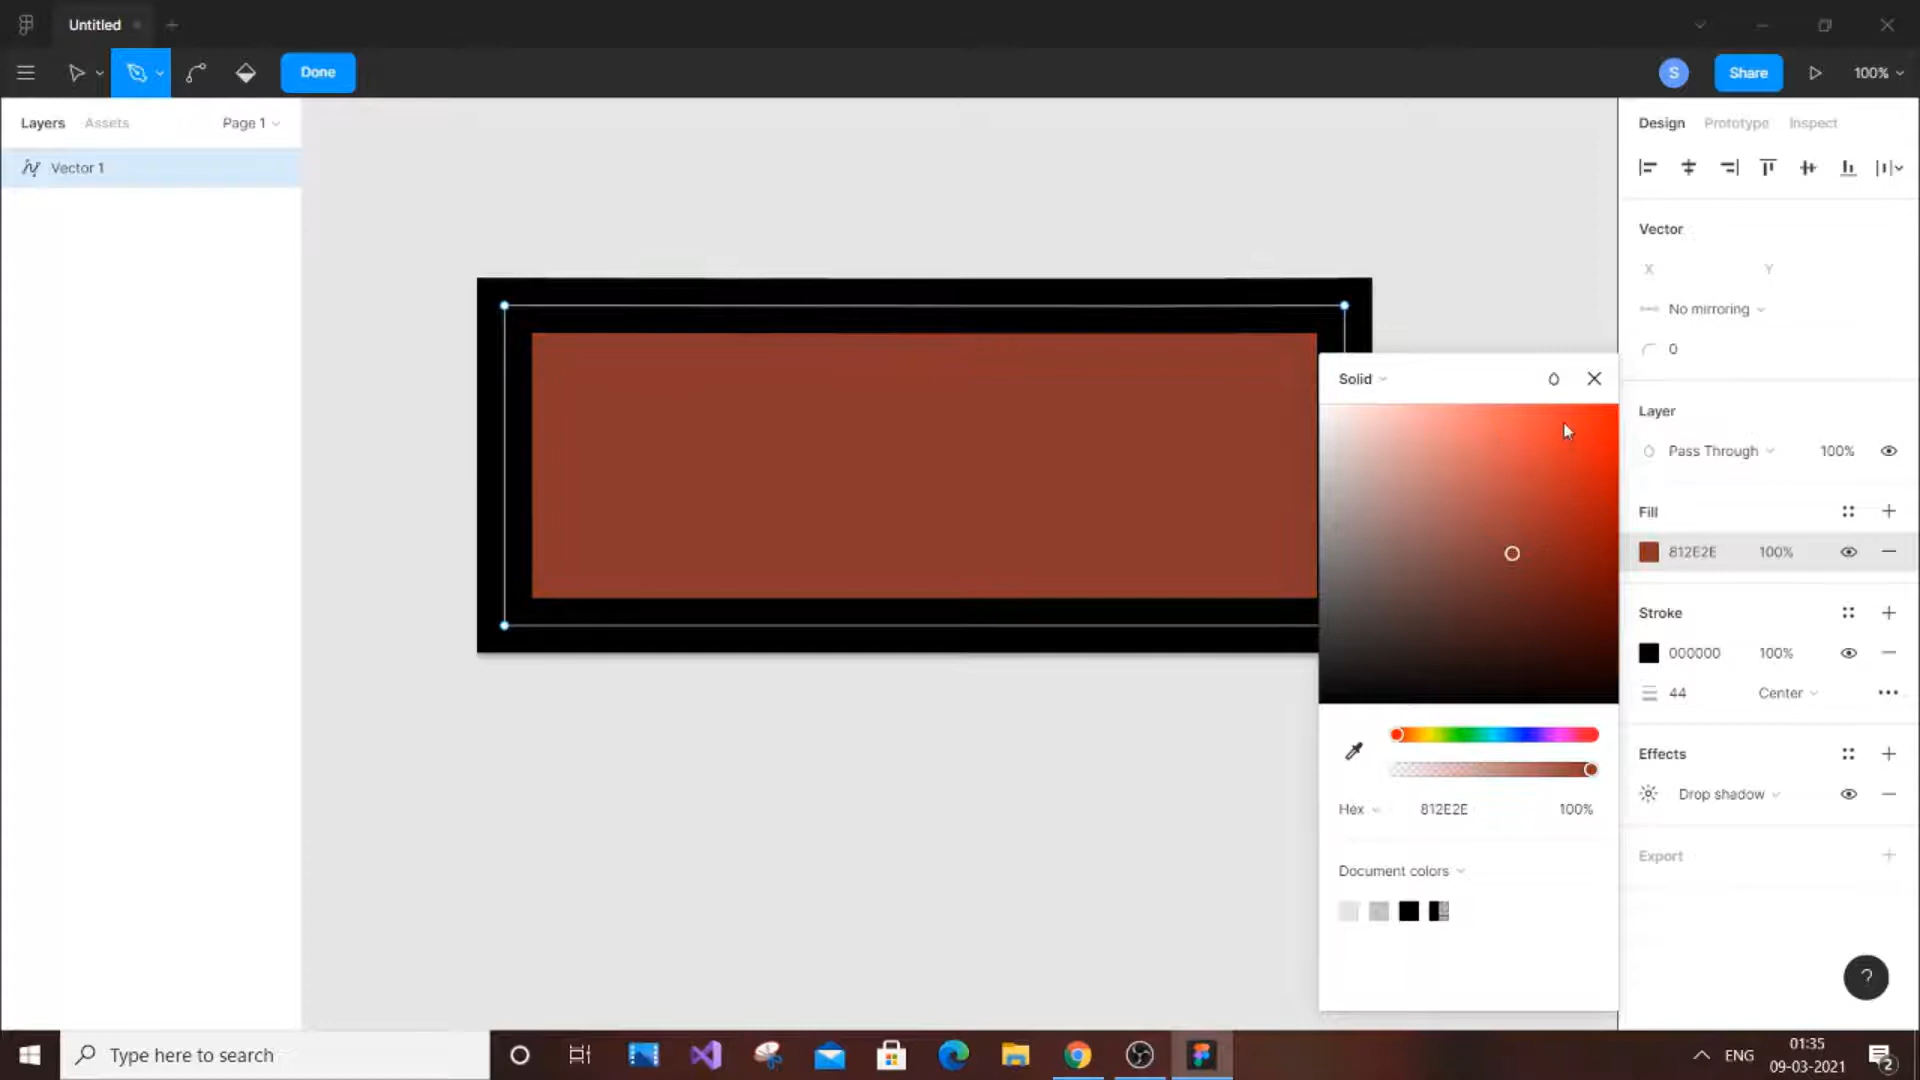 Untitled
Done
S
Share
100%
Layers
Assets
Page 1
Design
Prototype
Inspect
Vector 1
Vector
X
Y
No mirroring
0
Solid
Layer
Pass Through
100%
Fill
812E2E
100%
Stroke
000000
100%
44
Center
Effects
Drop shadow
Hex
812E2E
100%
Export
Document colors
?
Type here to search
ENG
01:35
09-03-2021
2